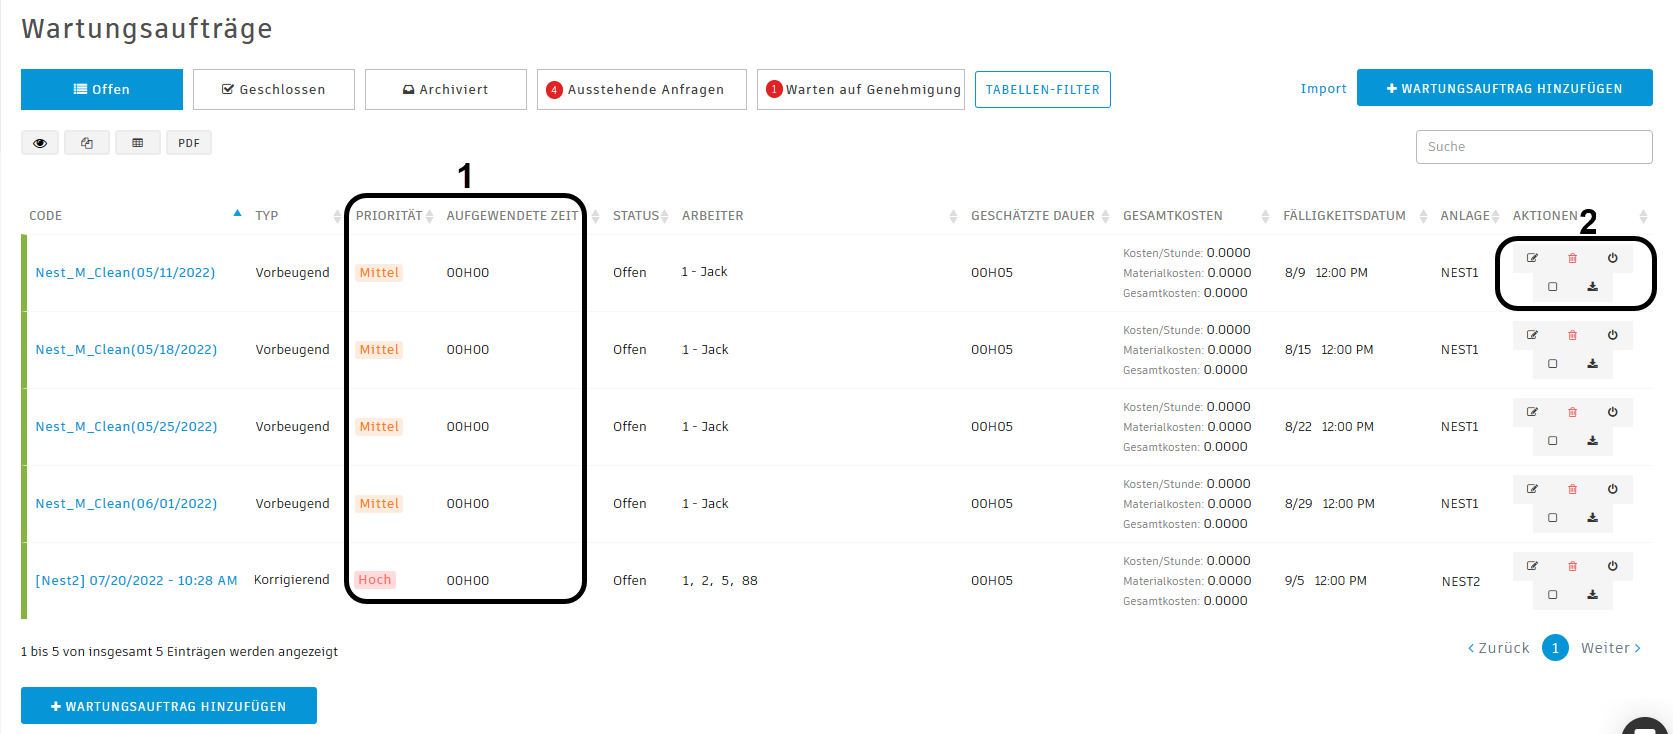 Wartungsaufträge
Offen Geschlossen Archiviert 4 Ausstehende Anfragen 1 Warten auf Genehmigung TABELLEN-FILTER Import + WARTUNGSAUFTRAG HINZUFÜGEN
PDF Suche
1
CODE TYP PRIORITÄT AUFGEWENDETE ZEIT STATUS ARBEITER GESCHÄTZTE DAUER GESAMTKOSTEN FÄLLIGKEITSDATUM ANLAGE AKTIONEN
2
Kosten/Stunde: 0.0000
Nest_M_Clean(05/11/2022) Vorbeugend Mittel 00H00 Offen 1 - Jack 00H05 Materialkosten: 0.0000 8/9 12:00 PM NEST1
Gesamtkosten: 0.0000
Kosten/Stunde: 0.0000
Nest_M_Clean(05/18/2022) Vorbeugend Mittel 00H00 Offen 1 - Jack 00H05 Materialkosten: 0.0000 8/15 12:00 PM NEST1
Gesamtkosten: 0.0000
Kosten/Stunde: 0.0000
Nest_M_Clean(05/25/2022) Vorbeugend Mittel 00H00 Offen 1 - Jack 00H05 Materialkosten: 0.0000 8/22 12:00 PM NEST1
Gesamtkosten: 0.0000
Kosten/Stunde: 0.0000
Nest_M_Clean(06/01/2022) Vorbeugend Mittel 00H00 Offen 1 - Jack 00H05 Materialkosten: 0.0000 8/29 12:00 PM NEST1
Gesamtkosten: 0.0000
Kosten/Stunde: 0.0000
[Nest2] 07/20/2022 - 10:28 AM Korrigierend Hoch 00H00 Offen 1, 2, 5, 88 00H05 Materialkosten: 0.0000 9/5 12:00 PM NEST2
Gesamtkosten: 0.0000
1 bis 5 von insgesamt 5 Einträgen werden angezeigt < Zurück 1 Weiter >
+ WARTUNGSAUFTRAG HINZUFÜGEN